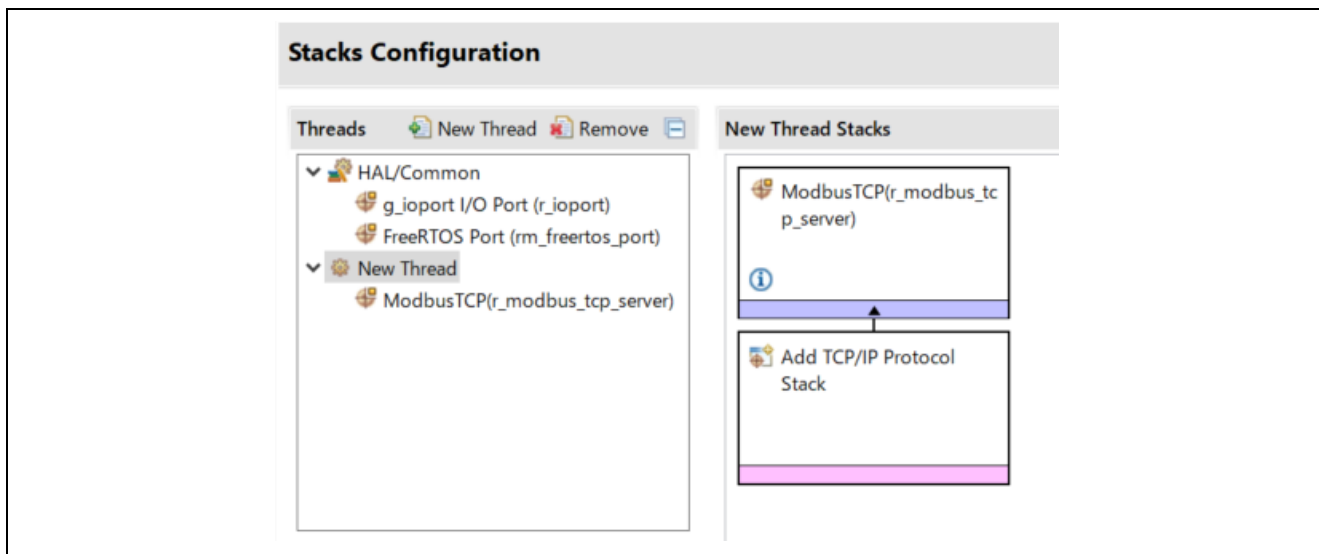 Stacks Configuration
Threads New Thread Remove
HAL/Common
g_ioport I/O Port (r_ioport)
FreeRTOS Port (rm_freertos_port)
New Thread
ModbusTCP(r_modbus_tcp_server)
New Thread Stacks
ModbusTCP(r_modbus_tc
p_server)
Add TCP/IP Protocol
Stack